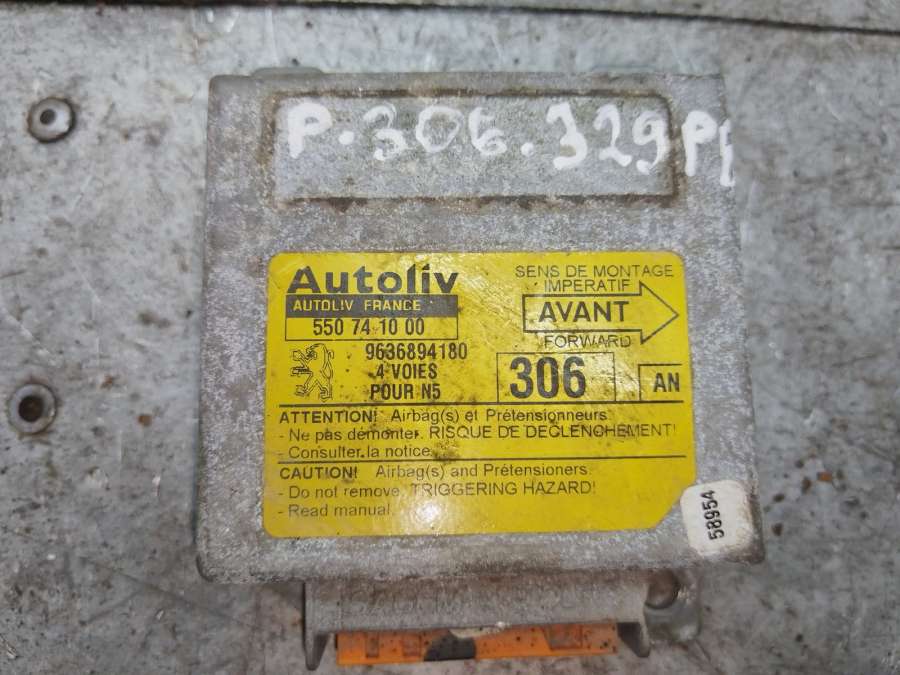 P.306.329
Autoliv
AUTOLIV FRANCE
550 74 10 00
9636894180
4 VOIES
POUR N5
SENS DE MONTAGE
IMPERATIF
AVANT
FORWARD
306
AN
ATTENTION! Airbag(s) et Prétensionneurs.
- Ne pas démonter. RISQUE DE DECLENCHEMENT!
- Consulter la notice.
CAUTION! Airbag(s) and Prétensioners.
- Do not remove, TRIGGERING HAZARD!
- Read manual.
58954